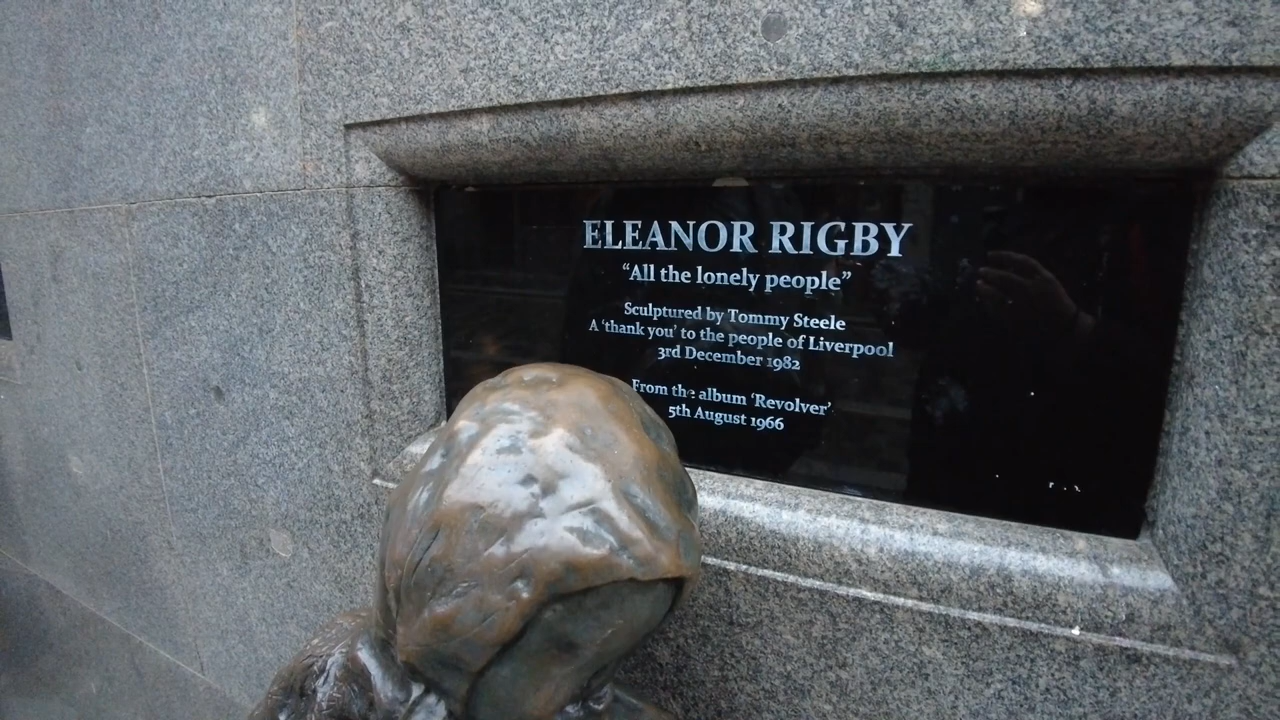 ELEANOR RIGBY
“All the lonely people”
Sculptured by Tommy Steele
A ‘thank you’ to the people of Liverpool
3rd December 1982
From the album ‘Revolver’
5th August 1966